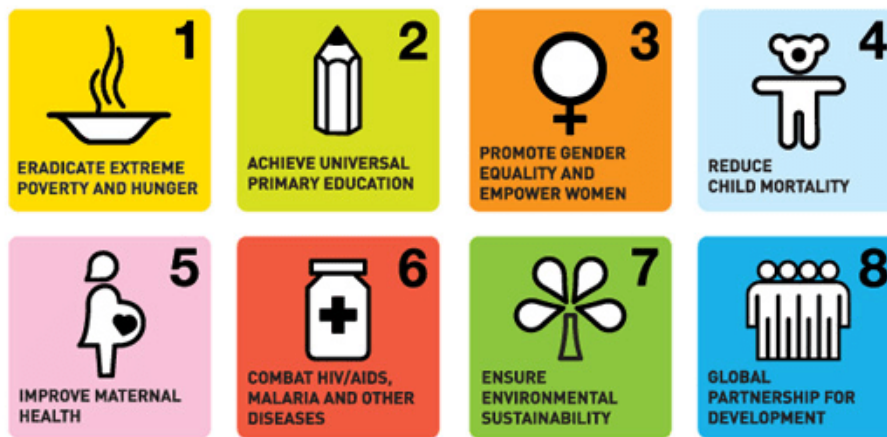 1
ERADICATE EXTREME
POVERTY AND HUNGER
2
ACHIEVE UNIVERSAL
PRIMARY EDUCATION
3
PROMOTE GENDER
EQUALITY AND
EMPOWER WOMEN
4
REDUCE
CHILD MORTALITY
5
IMPROVE MATERNAL
HEALTH
6
COMBAT HIV/AIDS,
MALARIA AND OTHER
DISEASES
7
ENSURE
ENVIRONMENTAL
SUSTAINABILITY
8
GLOBAL
PARTNERSHIP FOR
DEVELOPMENT